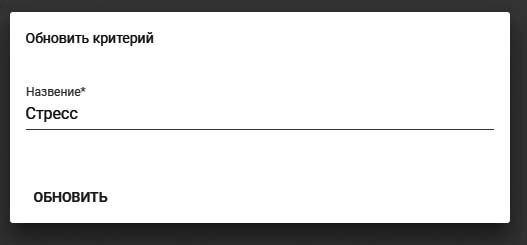 Обновить критерий
Название*
Стресс
ОБНОВИТЬ